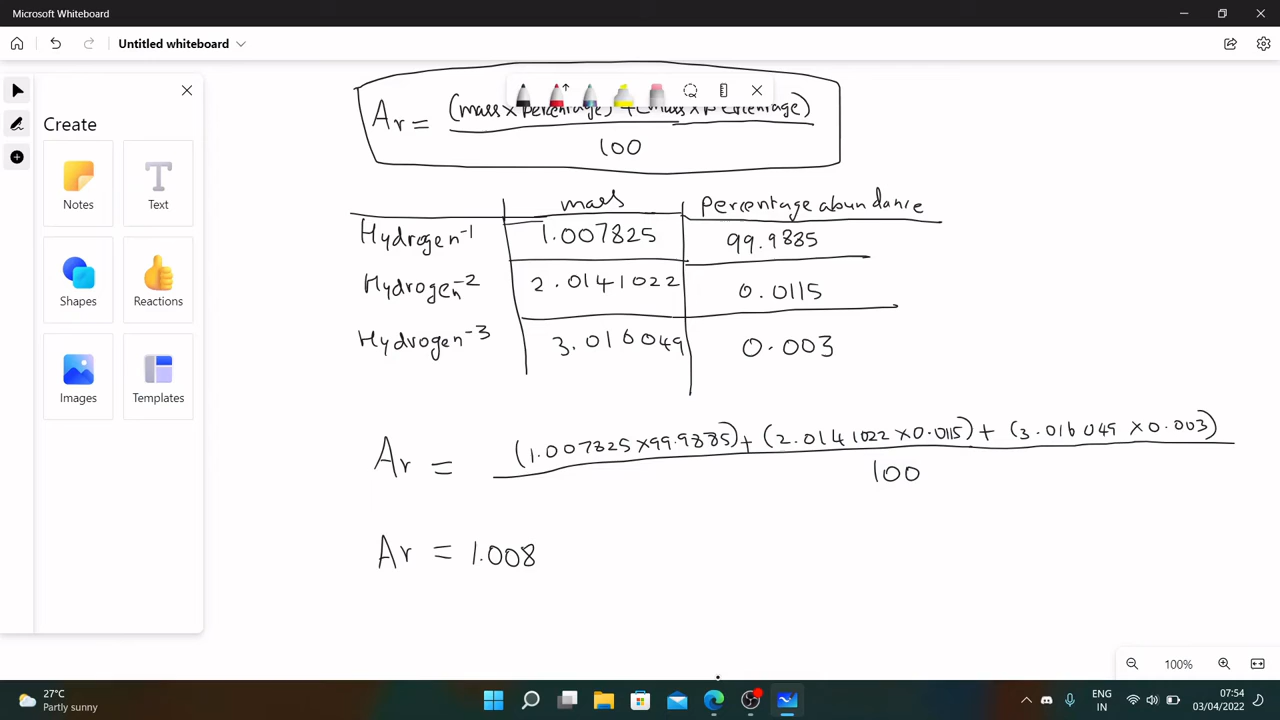 Microsoft Whiteboard
Untitled whiteboard
Create
Notes Text
Shapes Reactions
Images Templates
Ar = (mass x percentage) + (mass x percentage)
100
mass percentage abundance
Hydrogen-1 1.007825 99.9885
Hydrogen-2 2.0141022 0.0115
Hydrogen-3 3.016049 0.003
Ar = (1.007825 x 99.9885) + (2.0141022 x 0.0115) + (3.016049 x 0.003)
100
Ar = 1.008
100%
27°C
Partly sunny
ENG
IN
07:54
03/04/2022